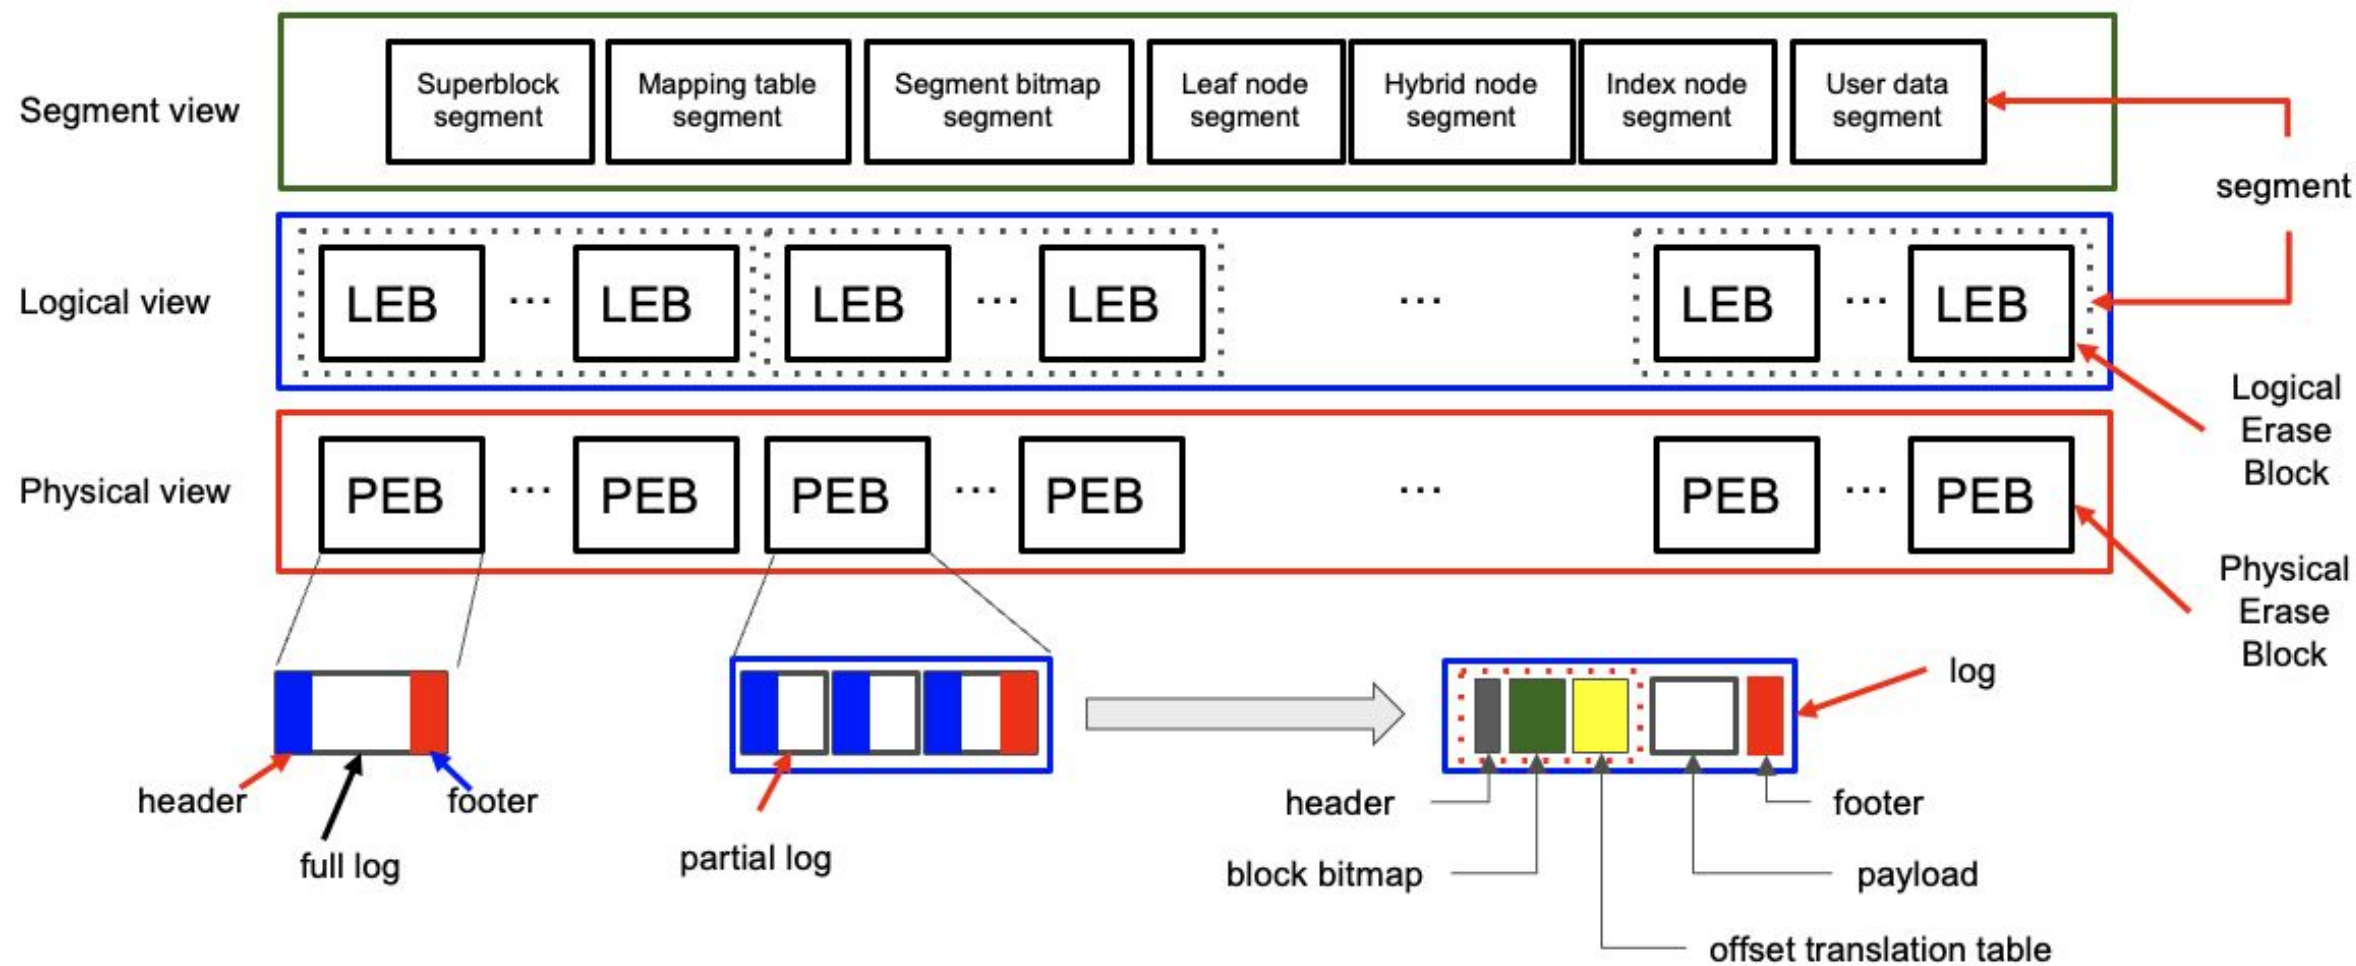 Segment view
Superblock
segment
Mapping table
segment
Segment bitmap
segment
Leaf node
segment
Hybrid node
segment
Index node
segment
User data
segment
segment
Logical view
LEB
...
LEB
LEB
...
LEB
...
LEB
...
LEB
Logical
Erase
Block
Physical view
PEB
...
PEB
PEB
...
PEB
...
PEB
...
PEB
Physical
Erase
Block
header
footer
full log
partial log
log
header
footer
block bitmap
payload
offset translation table